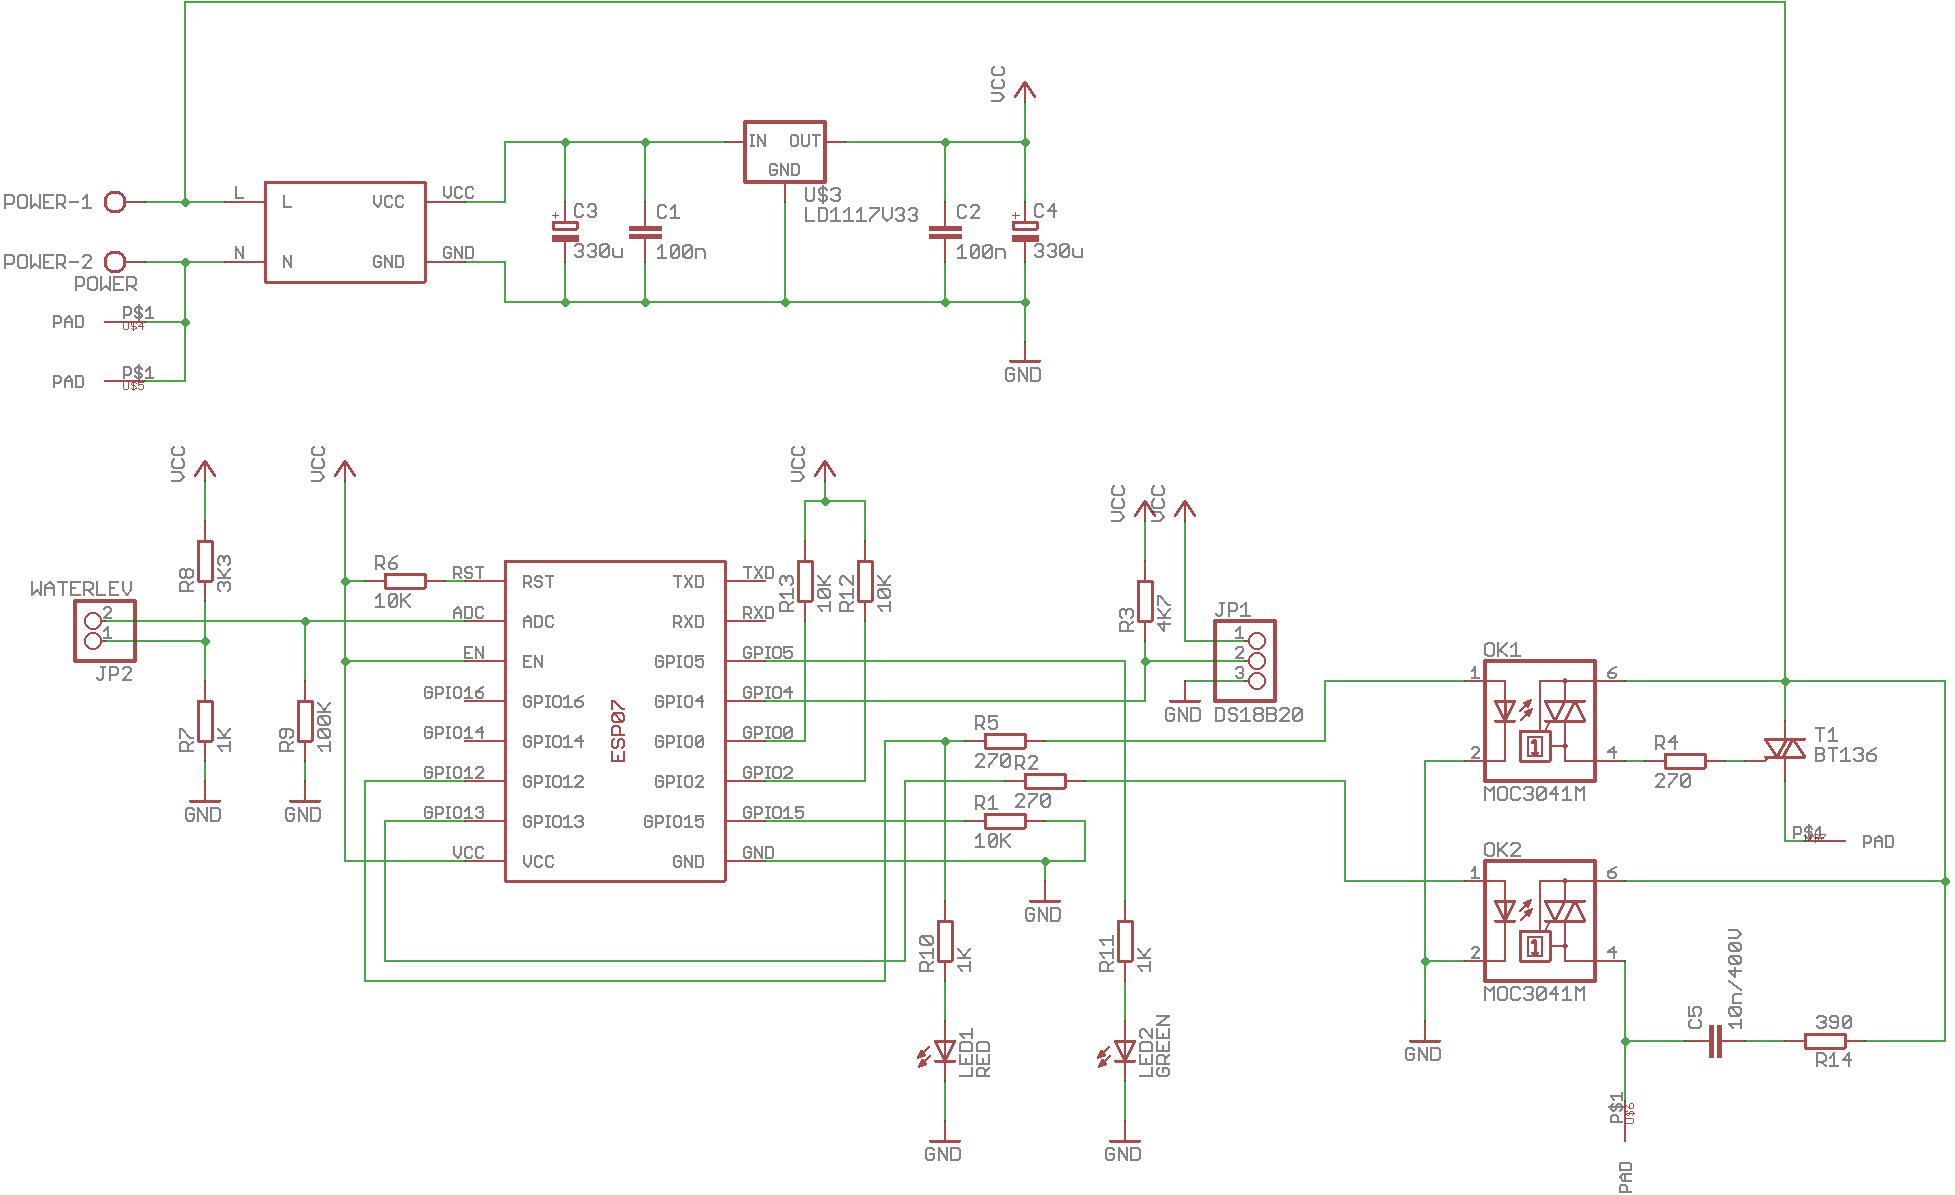 VCC
POWER-1
L
L
VCC
VCC
IN
OUT
GND
U$3
LD1117V33
C3
330u
C1
100n
C2
100n
C4
330u
POWER-2
N
N
GND
GND
POWER
PAD
P$1
U$4
PAD
P$1
U$5
GND
VCC
VCC
VCC
VCC
VCC
R8
3K3
R6
10K
WATERLEV
2
1
JP2
R7
1K
GND
R9
100K
GND
RST
ADC
EN
GPIO16
GPIO14
GPIO12
GPIO13
VCC
RST
ADC
EN
GPIO16
GPIO14
GPIO12
GPIO13
VCC
ESP07
TXD
RXD
GPIO5
GPIO4
GPIO0
GPIO2
GPIO15
GND
TXD
RXD
GPIO5
GPIO4
GPIO0
GPIO2
GPIO15
GND
R13
10K
R12
10K
R3
4K7
JP1
1
2
3
GND
DS18B20
R5
270
R2
270
R1
10K
GND
R10
1K
LED1
RED
GND
R11
1K
LED2
GREEN
GND
OK1
1
2
6
4
1
MOC3041M
R4
270
T1
BT136
P$1
PAD
OK2
1
2
6
4
1
MOC3041M
GND
C5
10n/400V
390
R14
P$1
U$6
PAD